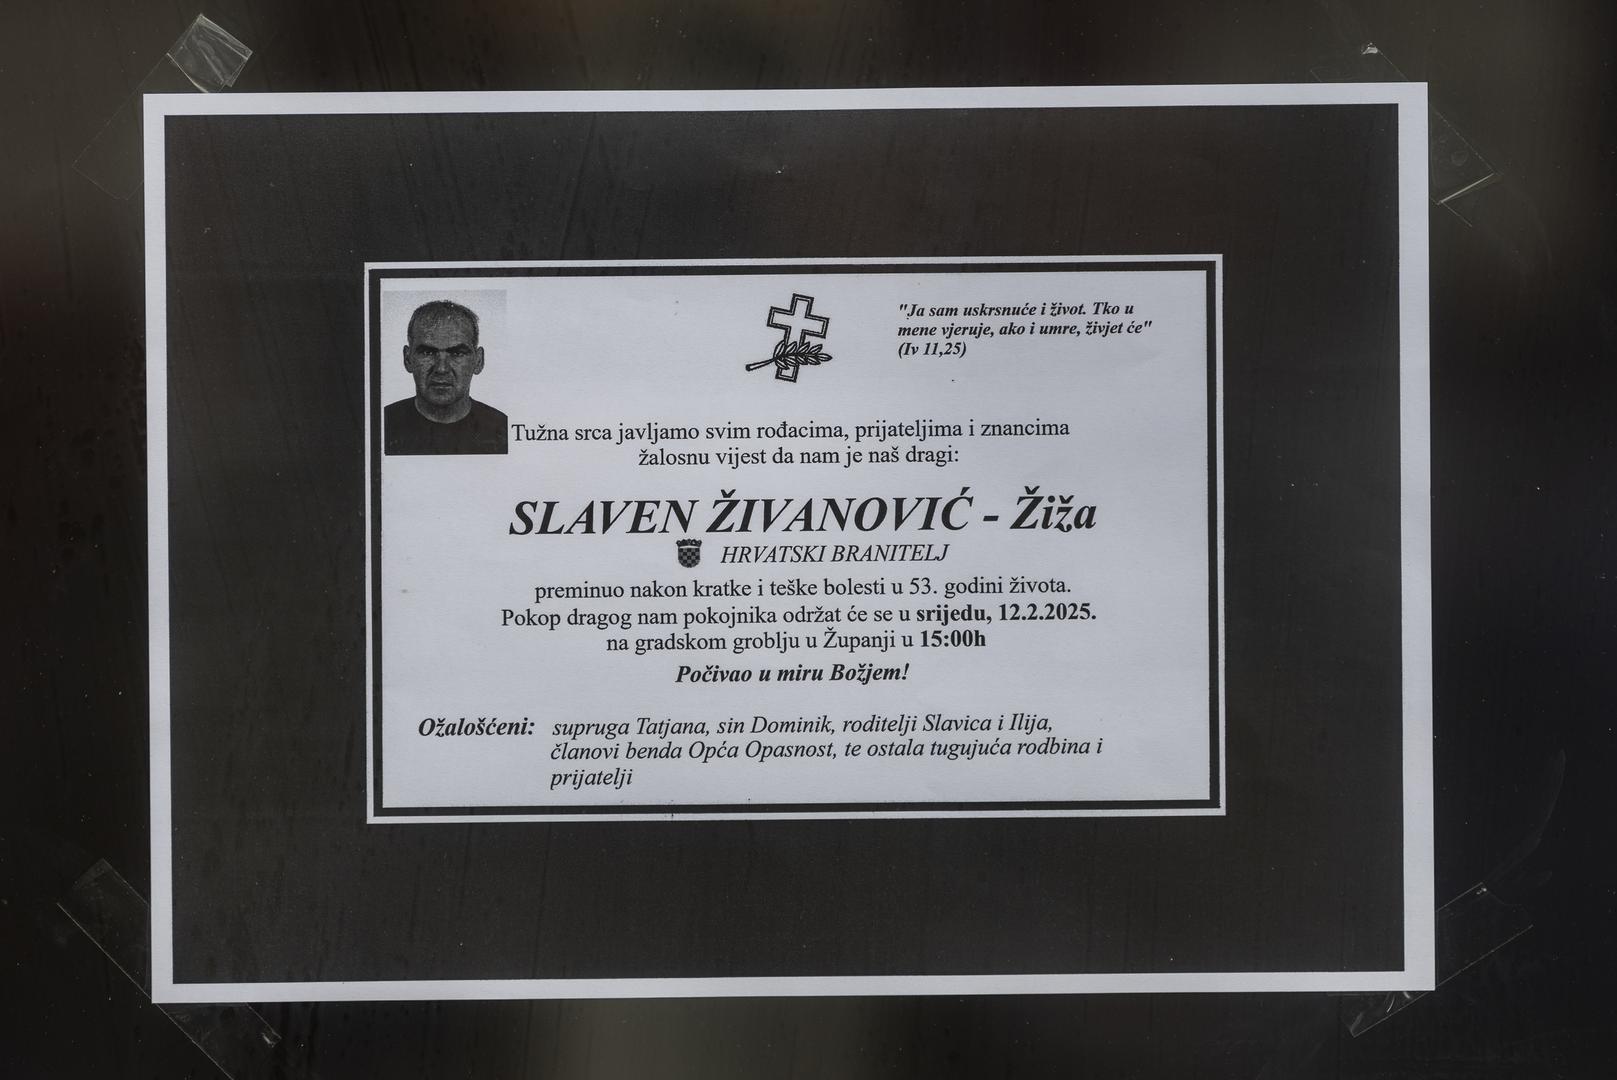 "Ja sam uskrsnuće i život. Tko u
mene vjeruje, ako i umre, živjet će"
(Iv 11,25)
Tužna srca javljamo svim rođacima, prijateljima i znancima
žalosnu vijest da nam je naš dragi:
SLAVEN ŽIVANOVIĆ - Žiža
HRVATSKI BRANITELJ
preminuo nakon kratke i teške bolesti u 53. godini života.
Pokop dragog nam pokojnika održat će se u srijedu, 12.2.2025.
na gradskom groblju u Županji u 15:00h
Počivao u miru Božjem!
Ožalošćeni: supruga Tatjana, sin Dominik, roditelji Slavica i Ilija,
članovi benda Opća Opasnost, te ostala tugujuća rodbina i
prijatelji